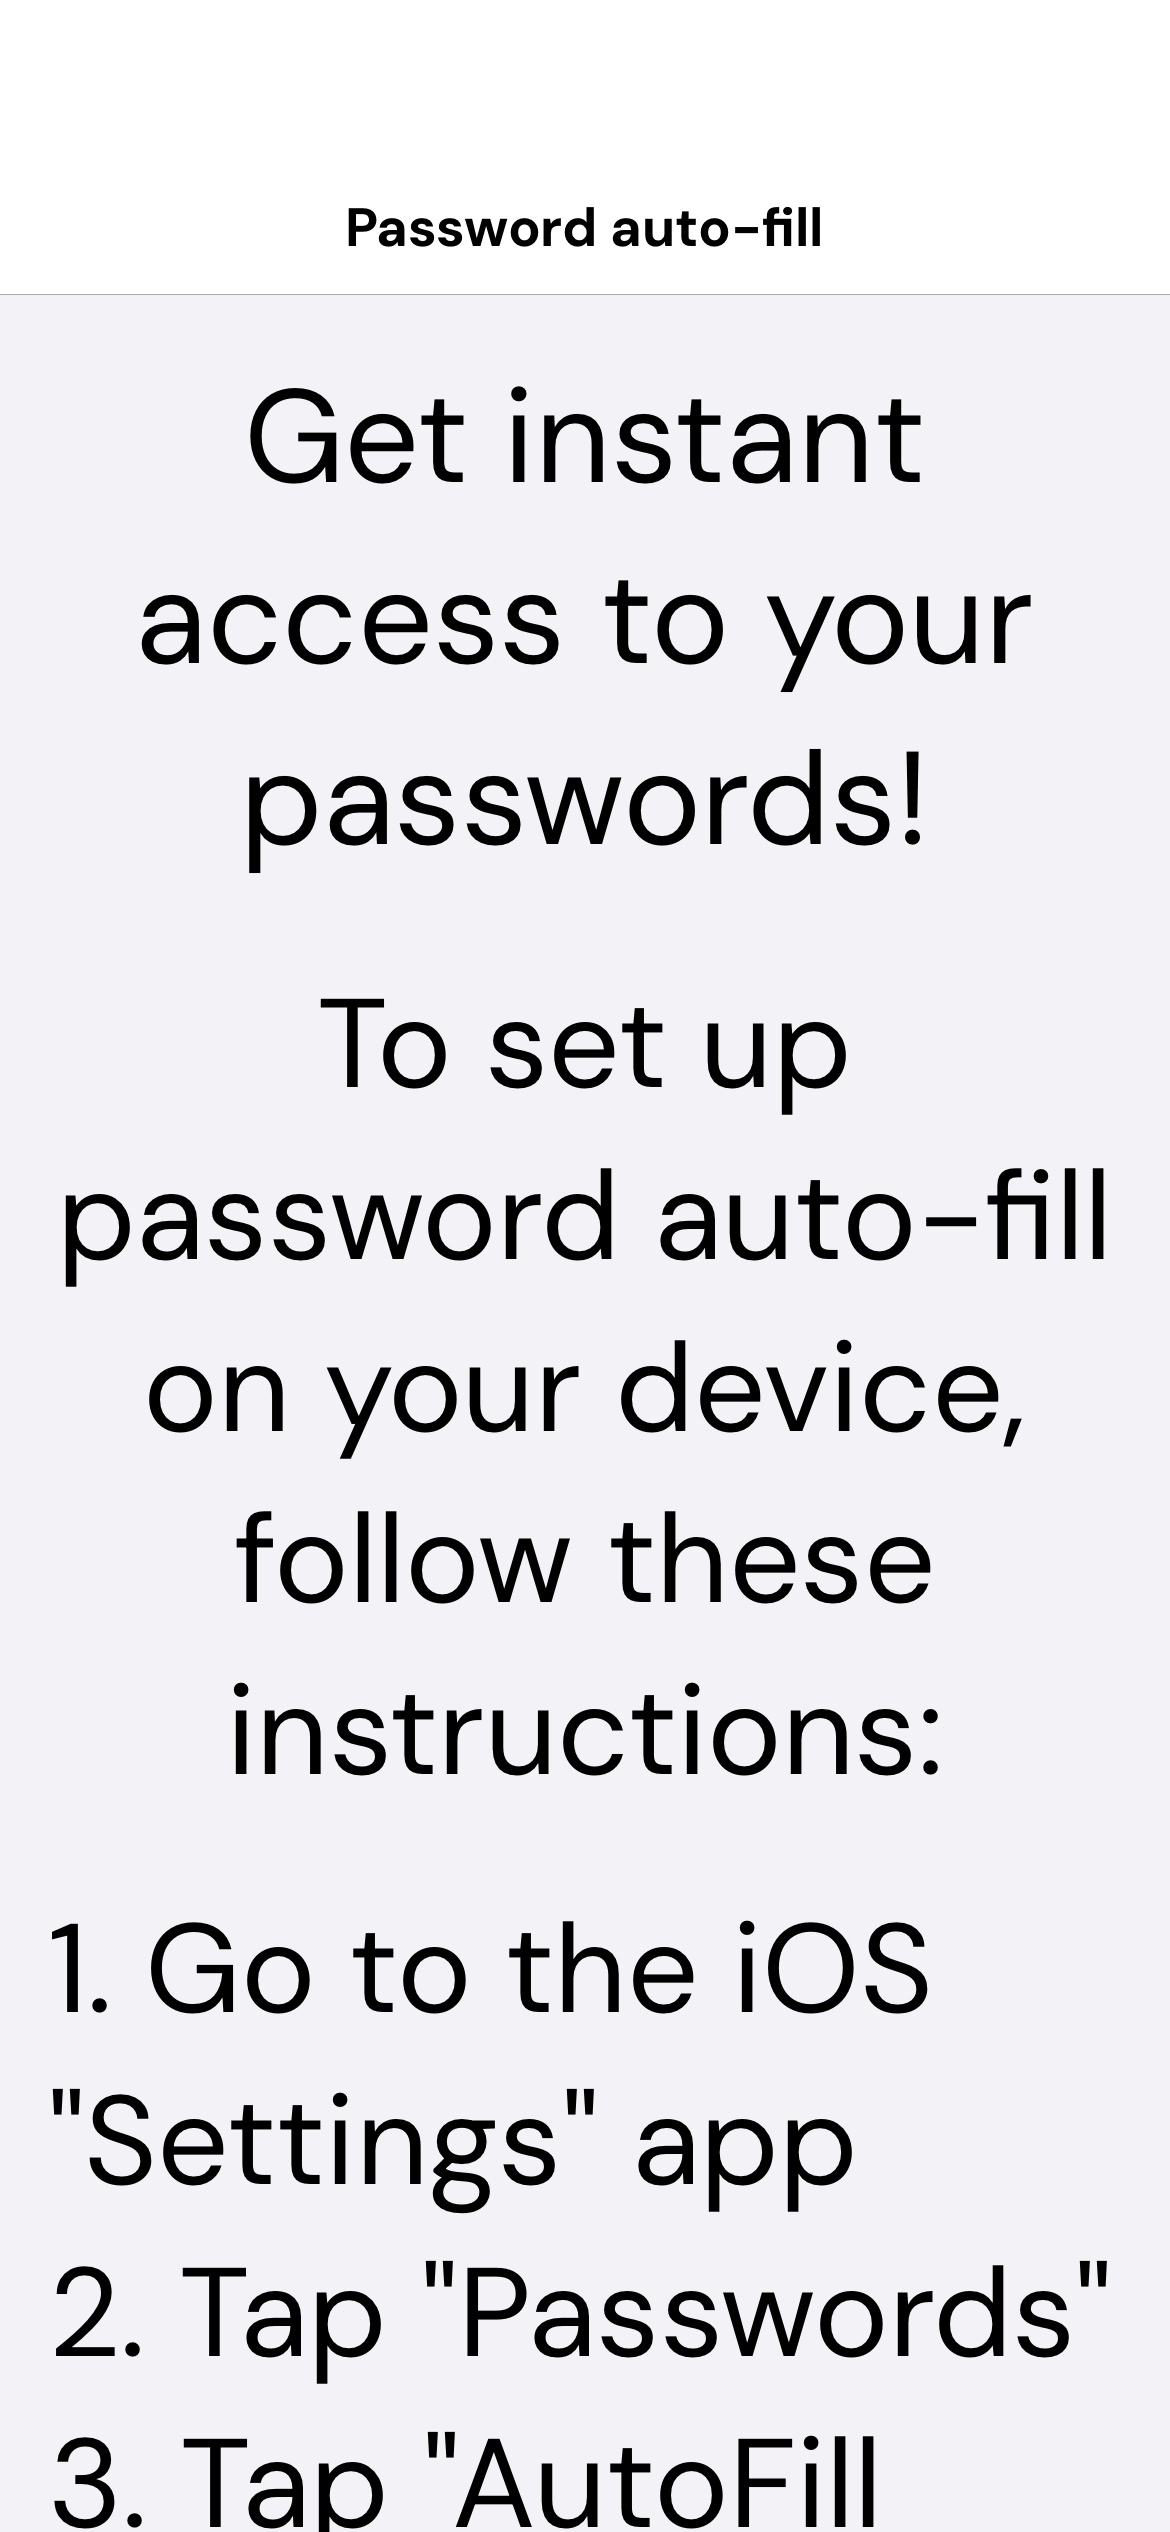 Password auto-fill
Get instant
access to your
passwords!
To set up
password auto-fill
on your device,
follow these
instructions:
1. Go to the iOS
"Settings" app
2. Tap "Passwords"
3. Tap "AutoFill